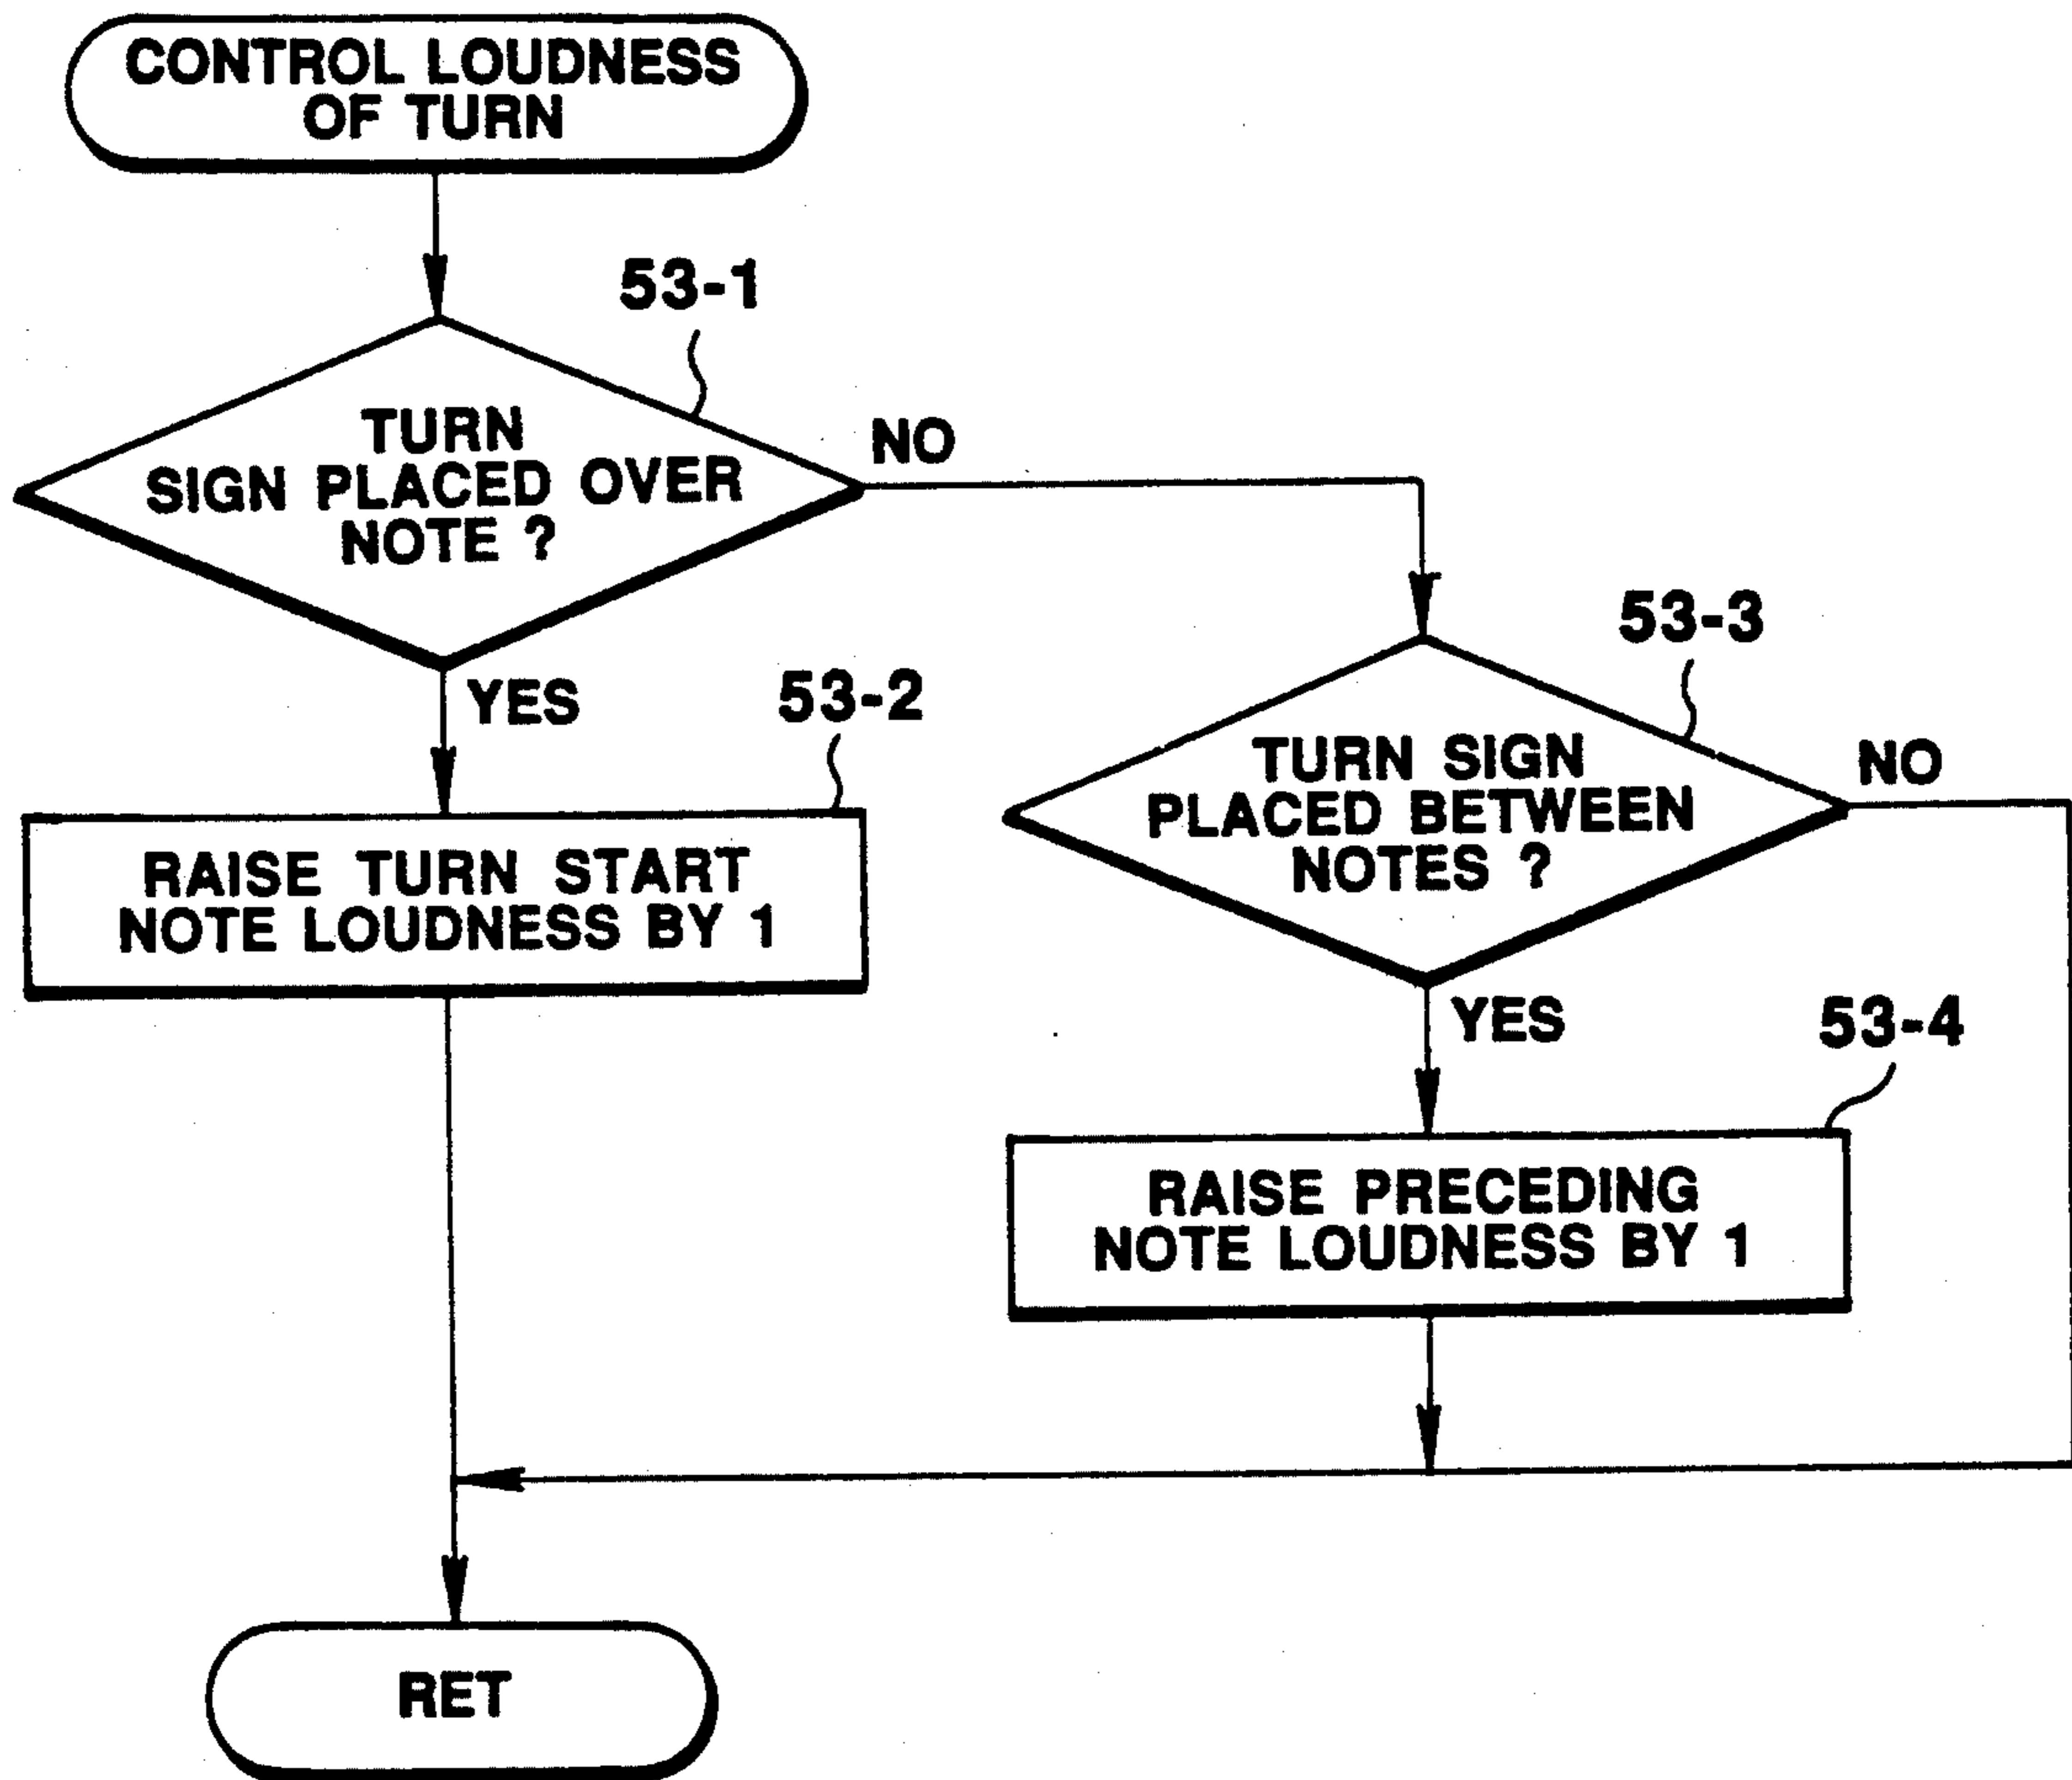 CONTROL LOUDNESS
OF TURN
53-1
TURN
SIGN PLACED OVER
NOTE ?
NO
YES
53-2
RAISE TURN START
NOTE LOUDNESS BY 1
53-3
TURN SIGN
PLACED BETWEEN
NOTES ?
NO
YES
53-4
RAISE PRECEDING
NOTE LOUDNESS BY 1
RET